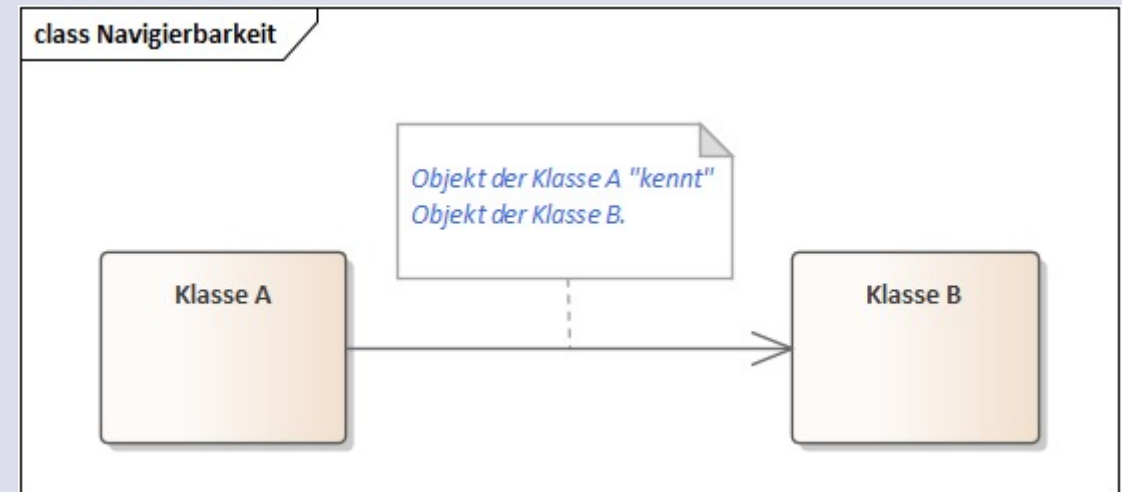 class Navigierbarkeit
Objekt der Klasse A "kennt"
Objekt der Klasse B.
Klasse A
Klasse B